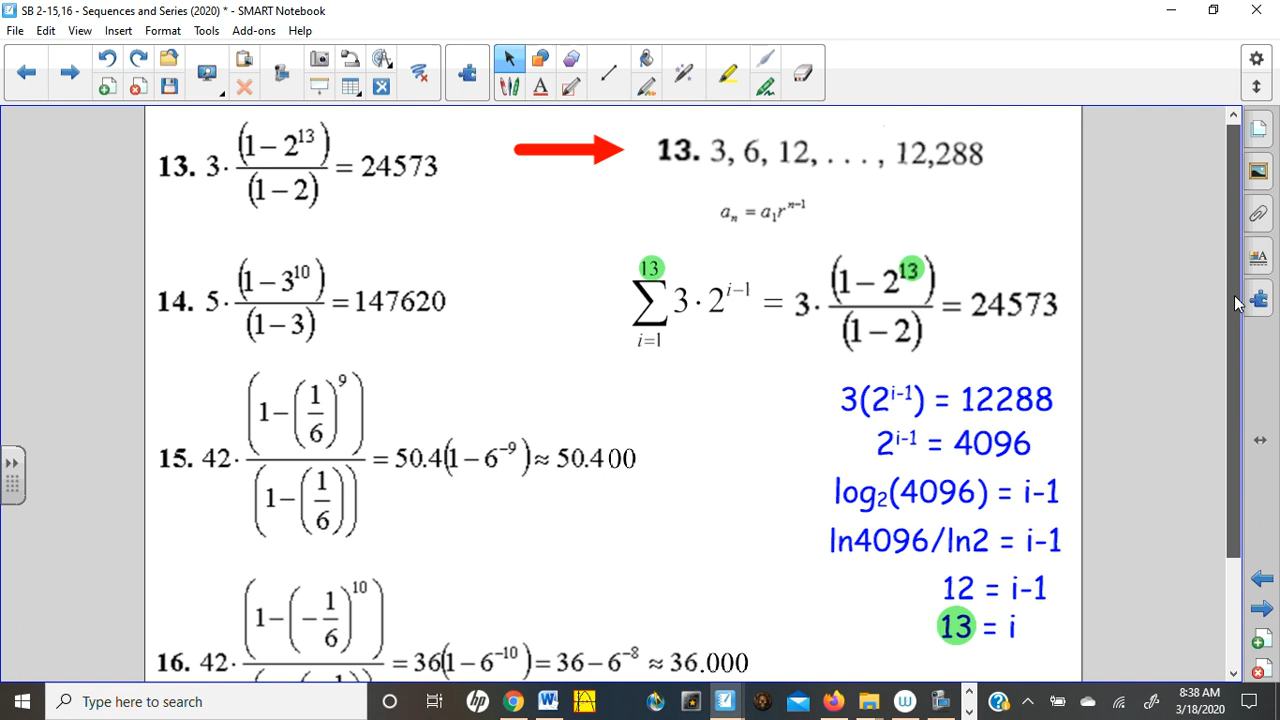 SB 2-15,16 - Sequences and Series (2020) * - SMART Notebook
File Edit View Insert Format Tools Add-ons Help
13. 3 · (1 − 2^13) / (1 − 2) = 24573
13. 3, 6, 12, . . . , 12,288
a_n = a_1 r^(n−1)
14. 5 · (1 − 3^10) / (1 − 3) = 147620
13 ∑ i=1 3 · 2^(i−1) = 3 · (1 − 2^13) / (1 − 2) = 24573
15. 42 · (1 − (1/6)^9) / (1 − (1/6)) = 50.4(1 − 6^−9) ≈ 50.400
3(2^(i-1)) = 12288
2^(i-1) = 4096
log₂(4096) = i-1
ln4096/ln2 = i-1
12 = i-1
13 = i
16. 42 · (1 − (−1/6)^10) = 36(1 − 6^−10) = 36 − 6^−8 ≈ 36.000
Type here to search
hp
W
8:38 AM
3/18/2020